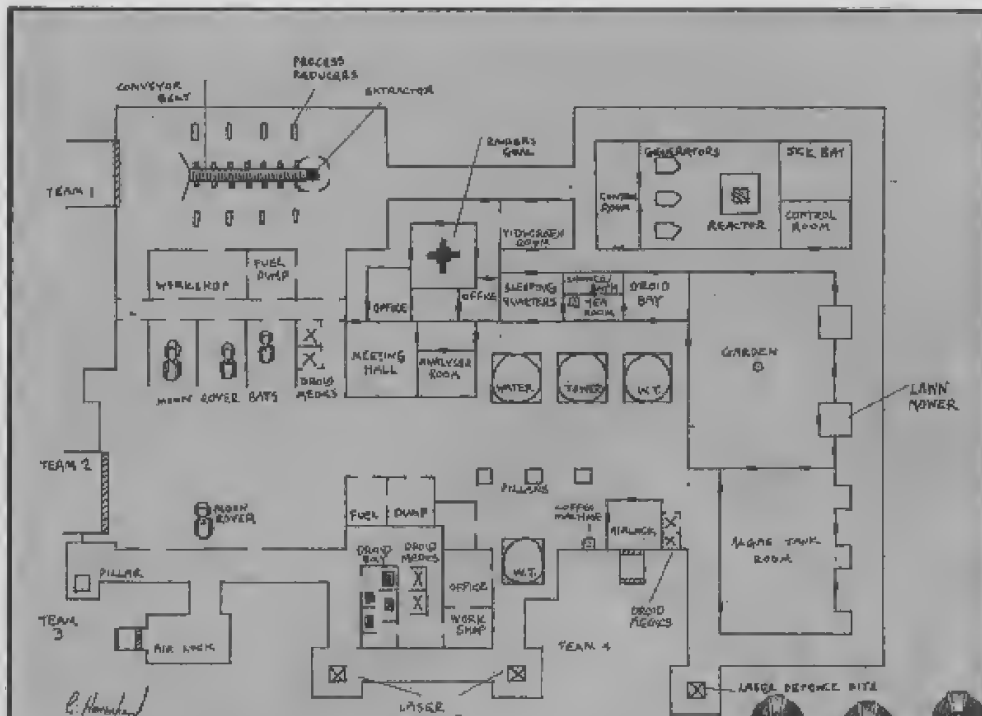 PROCESS
REDUCERS
CONVEYOR
BELT
EXTRACTOR
RAIDERS
GOAL
GENERATORS
SICK BAY
TEAM 1
CONTROL
ROOM
REACTOR
CONTROL
ROOM
VIDSCREEN
ROOM
FUEL
DUMP
WORKSHOP
OFFICE
OFFICE
SLEEPING
QUARTERS
TEA
ROOM
DROID
BAY
MEETING
HALL
ANALYSER
ROOM
GARDEN
WATER
TOWER
W.T.
MOON ROVER BAYS
DROID
MEDICS
LAWN
MOWER
TEAM 2
PILLARS
MOON
ROVER
FUEL
DUMP
COFFEE
MACHINE
AIRLOCK
DROID
BAY
DROID
MEDICS
ALGAE TANK
ROOM
PILLAR
OFFICE
W.T.
TEAM
3
WORK
SHOP
DROID
MEDICS
AIR LOCK
TEAM 4
LASER
LASER DEFENCE SITE